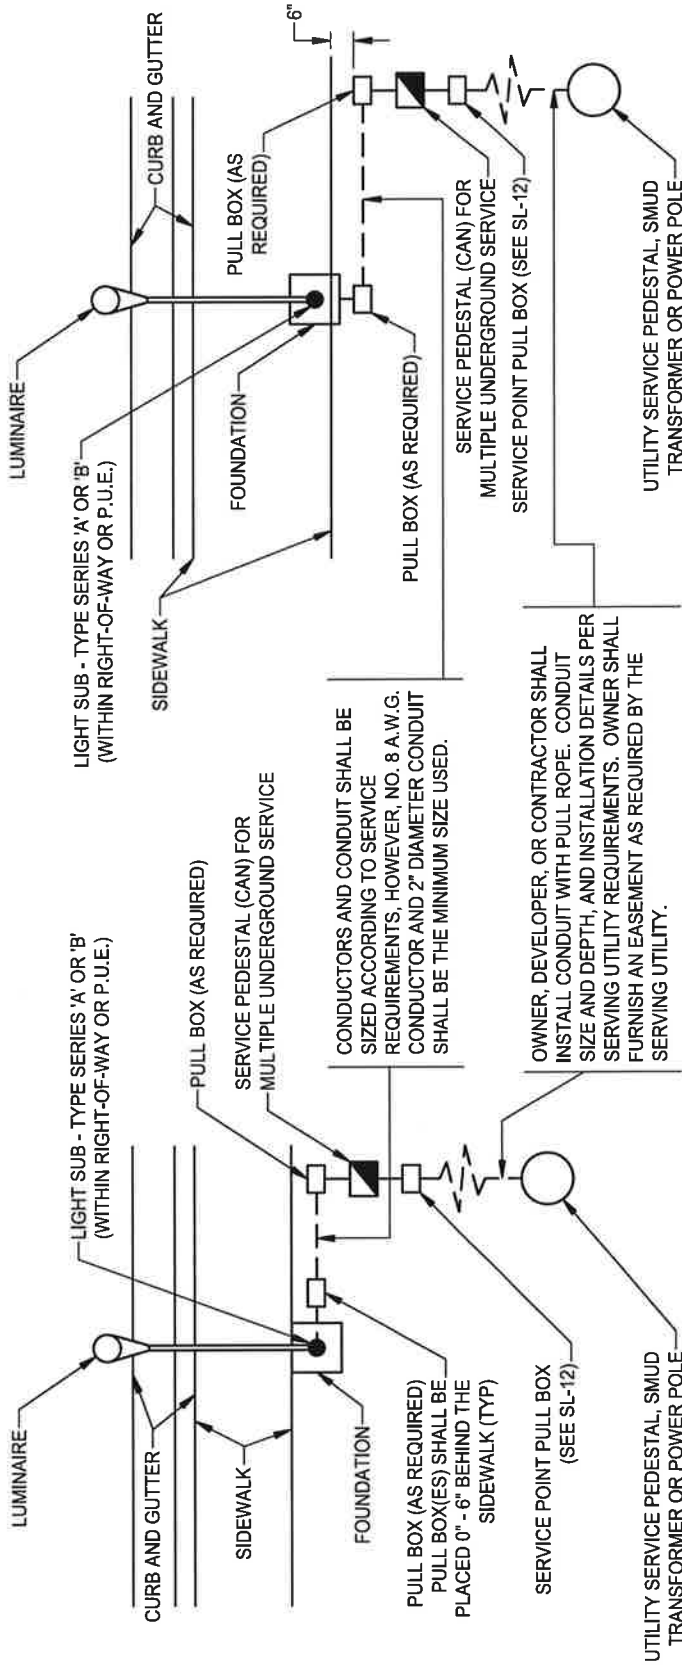 LUMINAIRE
CURB AND GUTTER
SIDEWALK
FOUNDATION
PULL BOX (AS REQUIRED)
PULL BOX(ES) SHALL BE
PLACED 0" - 6" BEHIND THE
SIDEWALK (TYP)
SERVICE POINT PULL BOX
(SEE SL-12)
UTILITY SERVICE PEDESTAL, SMUD
TRANSFORMER OR POWER POLE
LIGHT SUB - TYPE SERIES 'A' OR 'B'
(WITHIN RIGHT-OF-WAY OR P.U.E.)
PULL BOX (AS REQUIRED)
SERVICE PEDESTAL (CAN) FOR
MULTIPLE UNDERGROUND SERVICE
CONDUCTORS AND CONDUIT SHALL BE
SIZED ACCORDING TO SERVICE
REQUIREMENTS, HOWEVER, NO. 8 A.W.G.
CONDUCTOR AND 2" DIAMETER CONDUIT
SHALL BE THE MINIMUM SIZE USED.
OWNER, DEVELOPER, OR CONTRACTOR SHALL
INSTALL CONDUIT WITH PULL ROPE. CONDUIT
SIZE AND DEPTH, AND INSTALLATION DETAILS PER
SERVING UTILITY REQUIREMENTS. OWNER SHALL
FURNISH AN EASEMENT AS REQUIRED BY THE
SERVING UTILITY.
LUMINAIRE
LIGHT SUB - TYPE SERIES 'A' OR 'B'
(WITHIN RIGHT-OF-WAY OR P.U.E.)
SIDEWALK
FOUNDATION
PULL BOX (AS REQUIRED)
CURB AND GUTTER
PULL BOX (AS
REQUIRED)
6"
SERVICE PEDESTAL (CAN) FOR
MULTIPLE UNDERGROUND SERVICE
SERVICE POINT PULL BOX (SEE SL-12)
UTILITY SERVICE PEDESTAL, SMUD
TRANSFORMER OR POWER POLE